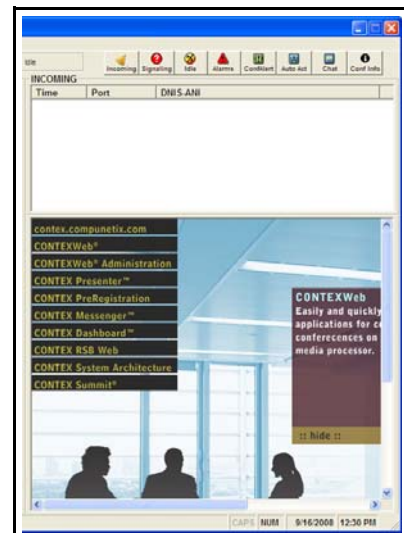 Idle
Incoming Signaling Idle Alarms ConfAlert Auto Act Chat Conf Info
INCOMING
Time Port DNIS-ANI
contex.compunetix.com
CONTEXWeb®
CONTEXWeb® Administration
CONTEX Presenter™
CONTEX PreRegistration
CONTEX Messenger™
CONTEX Dashboard™
CONTEX RSB Web
CONTEX System Architecture
CONTEX Summit®
CONTEXWeb
Easily and quickly
applications for c
conferecences on
media processor.
:: hide ::
CAPS NUM 9/16/2008 12:30 PM